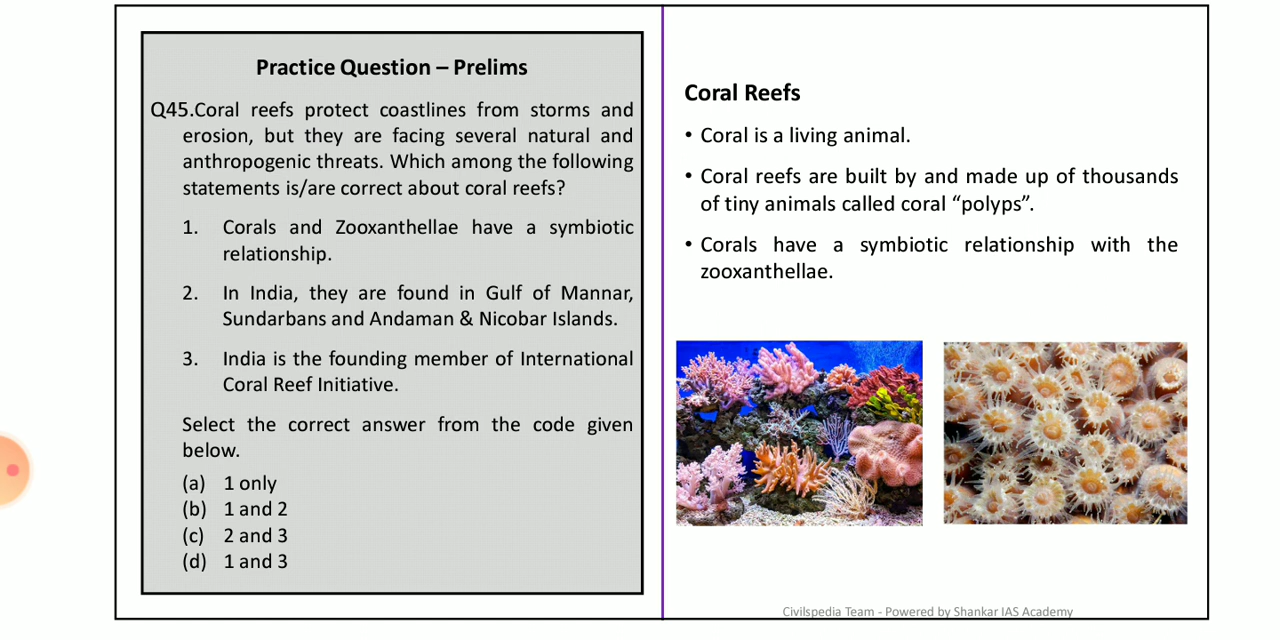 Practice Question – Prelims
Q45.Coral reefs protect coastlines from storms and
erosion, but they are facing several natural and
anthropogenic threats. Which among the following
statements is/are correct about coral reefs?
1. Corals and Zooxanthellae have a symbiotic
relationship.
2. In India, they are found in Gulf of Mannar,
Sundarbans and Andaman & Nicobar Islands.
3. India is the founding member of International
Coral Reef Initiative.
Select the correct answer from the code given
below.
(a) 1 only
(b) 1 and 2
(c) 2 and 3
(d) 1 and 3
Coral Reefs
• Coral is a living animal.
• Coral reefs are built by and made up of thousands
of tiny animals called coral “polyps”.
• Corals have a symbiotic relationship with the
zooxanthellae.
Civilspedia Team - Powered by Shankar IAS Academy